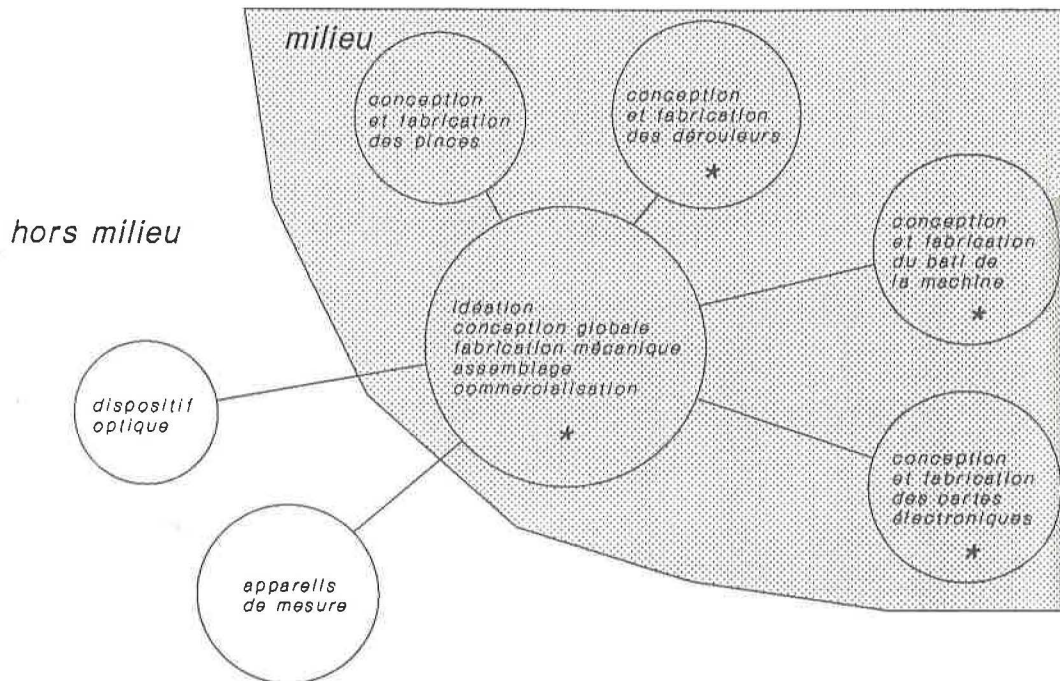 milieu
conception
et fabrication
des pinces
conception
et fabrication
des dérouleurs
*
hors milieu
conception
et fabrication
du bati de
la machine
*
idéation
conception globale
fabrication mécanique
assemblage
commercialisation
*
dispositif
optique
conception
et fabrication
des cartes
électroniques
*
appareils
de mesure